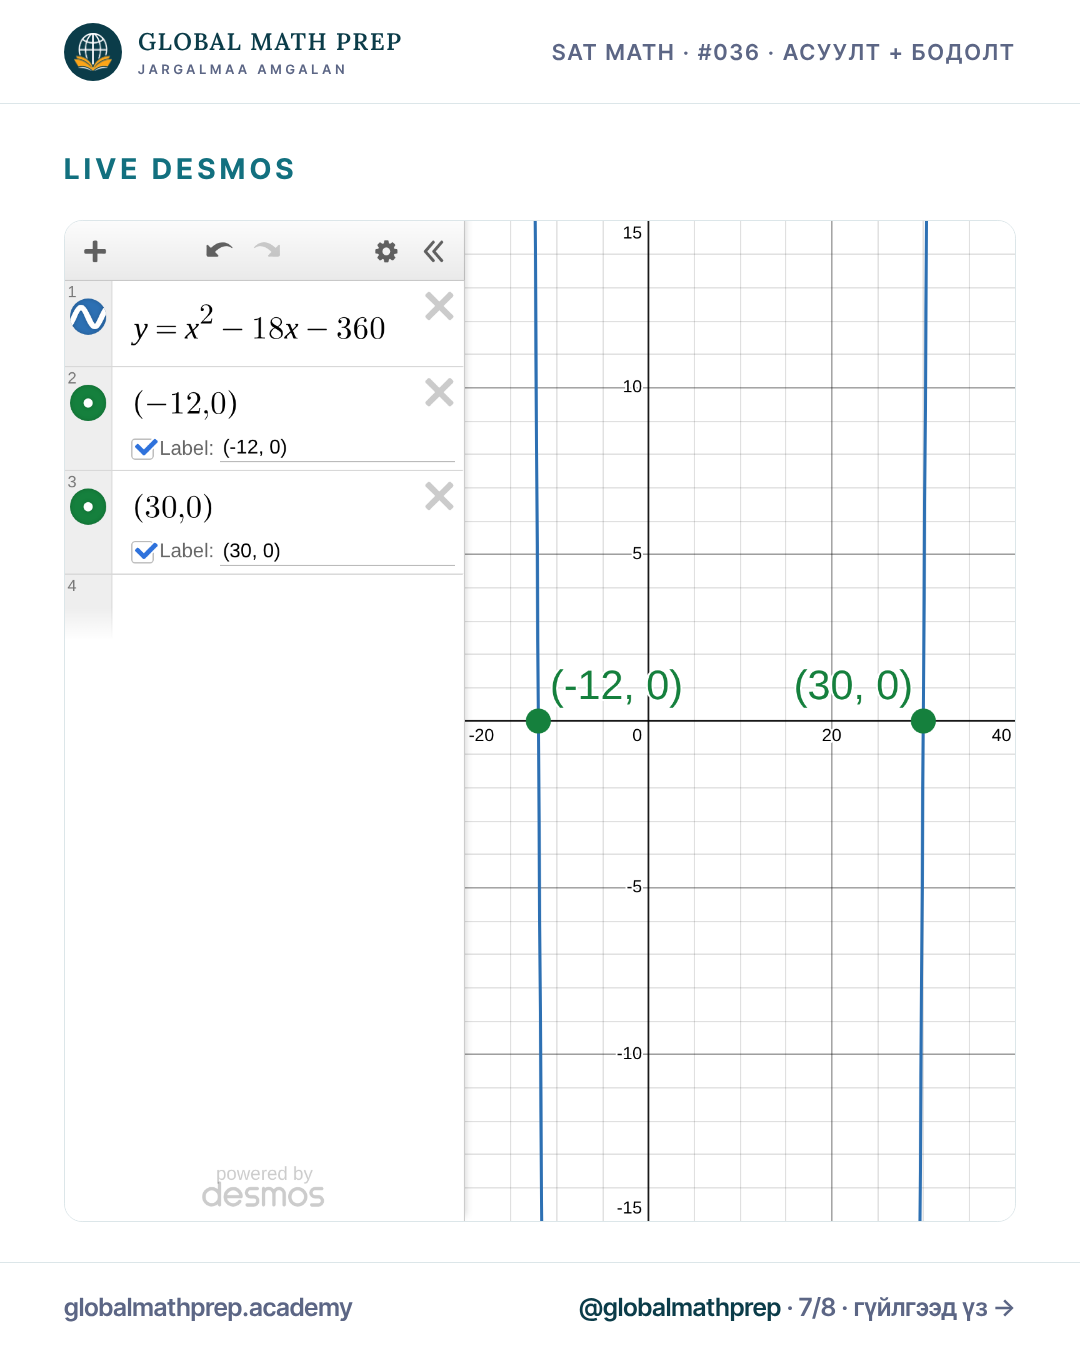 GLOBAL MATH PREP
JARGALMAA AMGALAN
SAT MATH · #036 · АСУУЛТ + БОДОЛТ
LIVE DESMOS
1
y = x² − 18x − 360
2
(−12,0)
Label: (-12, 0)
3
(30,0)
Label: (30, 0)
4
powered by
desmos
15
10
5
(-12, 0) (30, 0)
-20 0 20 40
-5
-10
-15
globalmathprep.academy
@globalmathprep · 7/8 · гүйлгээд үз →